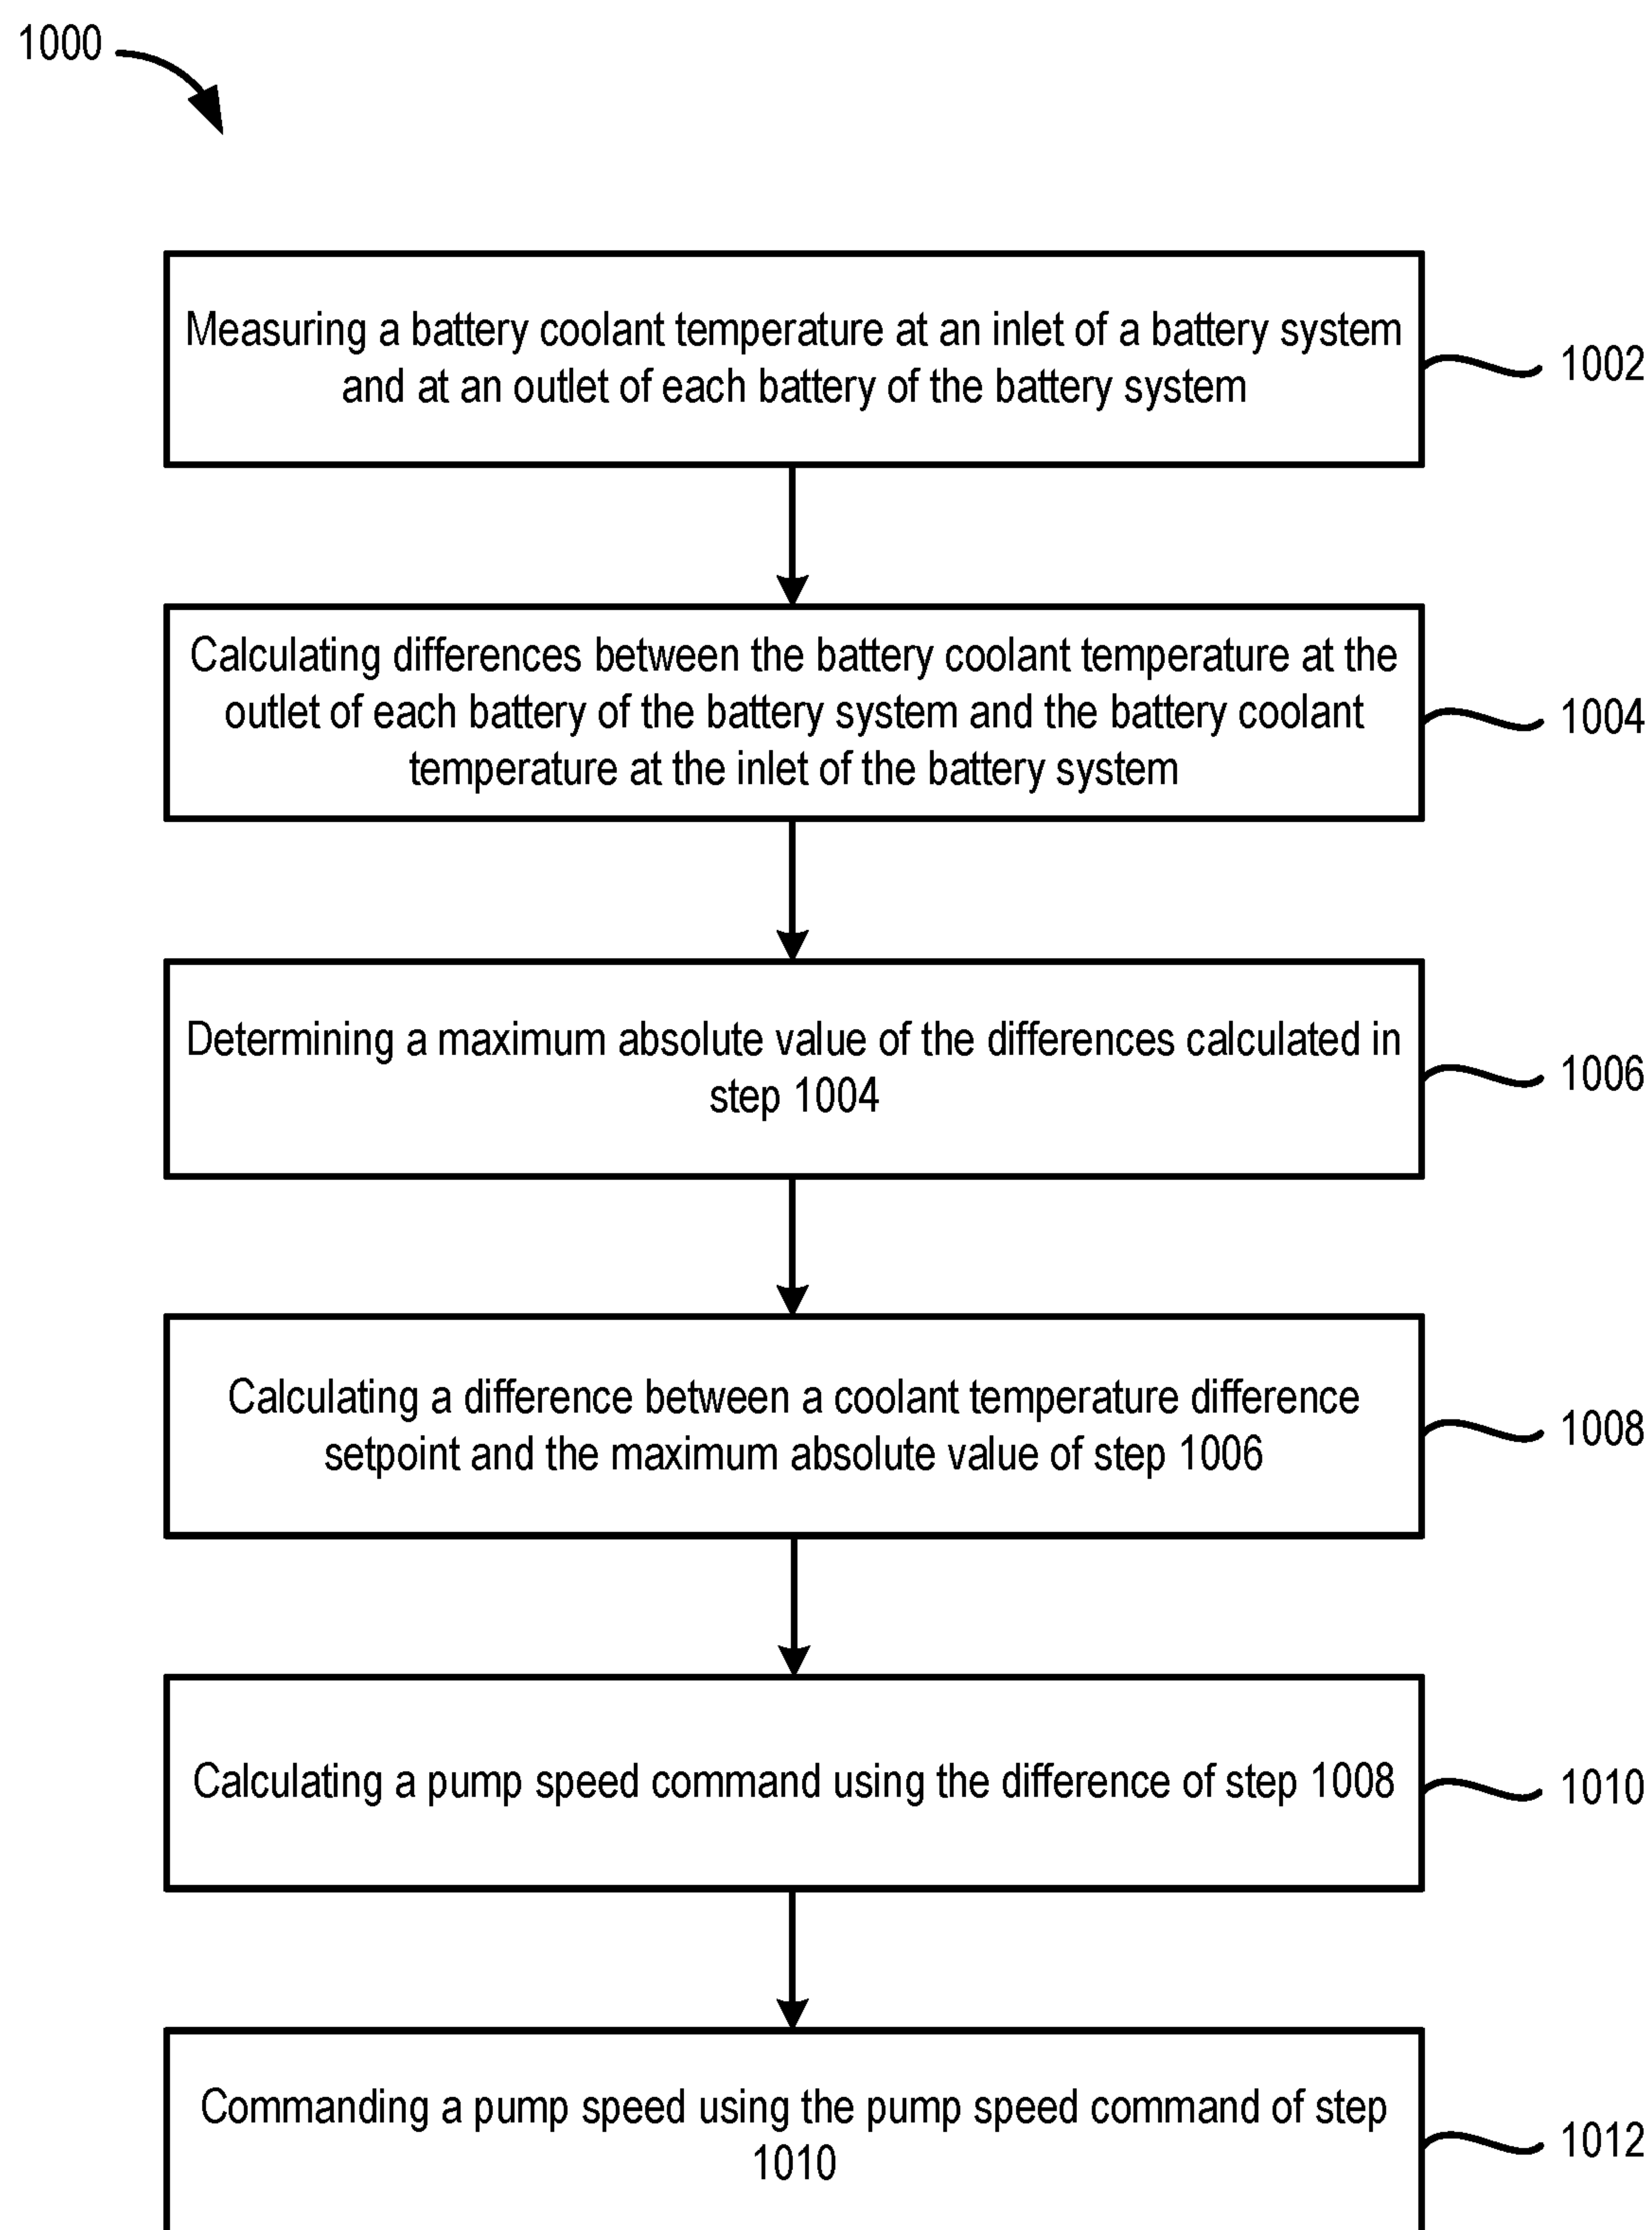 1000
Measuring a battery coolant temperature at an inlet of a battery system
and at an outlet of each battery of the battery system
1002
Calculating differences between the battery coolant temperature at the
outlet of each battery of the battery system and the battery coolant
temperature at the inlet of the battery system
1004
Determining a maximum absolute value of the differences calculated in
step 1004
1006
Calculating a difference between a coolant temperature difference
setpoint and the maximum absolute value of step 1006
1008
Calculating a pump speed command using the difference of step 1008
1010
Commanding a pump speed using the pump speed command of step
1010
1012